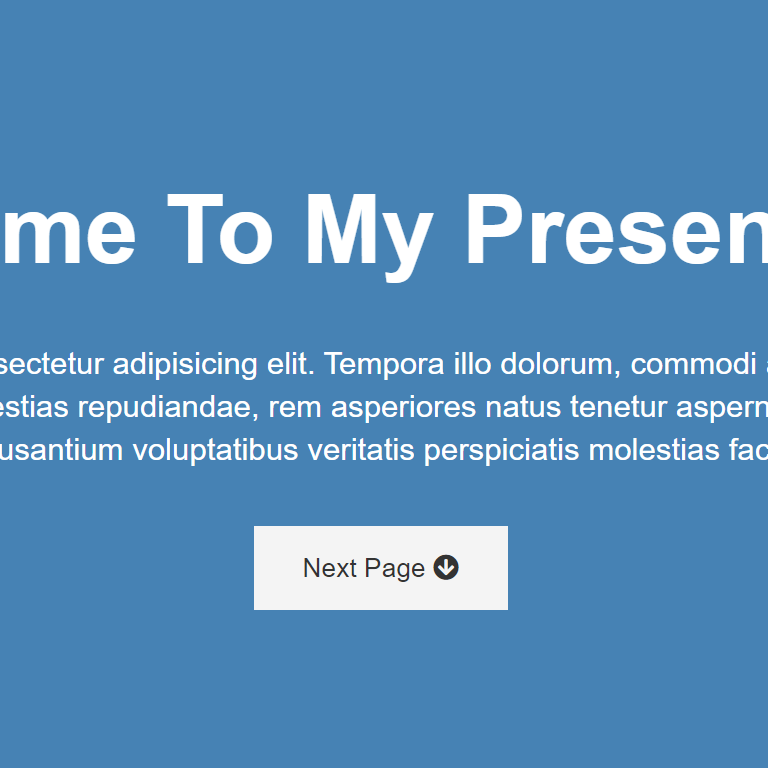 me To My Presen
sectetur adipisicing elit. Tempora illo dolorum, commodi
estias repudiandae, rem asperiores natus tenetur aspern
usantium voluptatibus veritatis perspiciatis molestias fac
Next Page